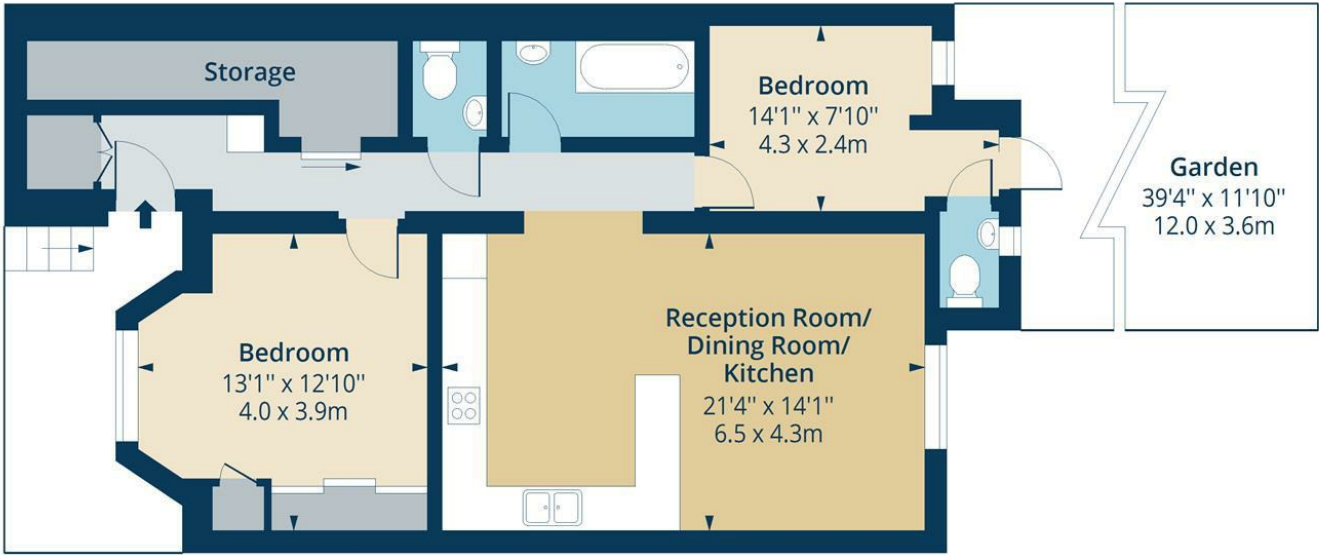 Storage
Bedroom
14'1'' x 7'10''
4.3 x 2.4m
Garden
39'4'' x 11'10''
12.0 x 3.6m
Bedroom
13'1'' x 12'10''
4.0 x 3.9m
Reception Room/
Dining Room/
Kitchen
21'4'' x 14'1''
6.5 x 4.3m